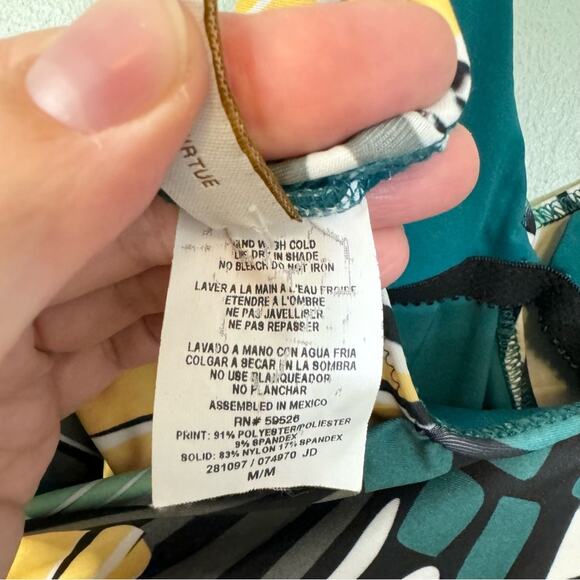 RTUE
HAND WASH COLD
LIE DRY IN SHADE
NO BLEACH DO NOT IRON
LAVER A LA MAIN A L'EAU FROIDE
ETENDRE A L'OMBRE
NE PAS JAVELLISER
NE PAS REPASSER
LAVADO A MANO CON AGUA FRIA
COLGAR A SECAR EN LA SOMBRA
NO USE BLANQUEADOR
NO PLANCHAR
ASSEMBLED IN MEXICO
RN# 59526
PRINT: 91% POLYESTER/POLIESTER
9% SPANDEX
SOLID: 83% NYLON 17% SPANDEX
281097 / 074970 JD
M/M